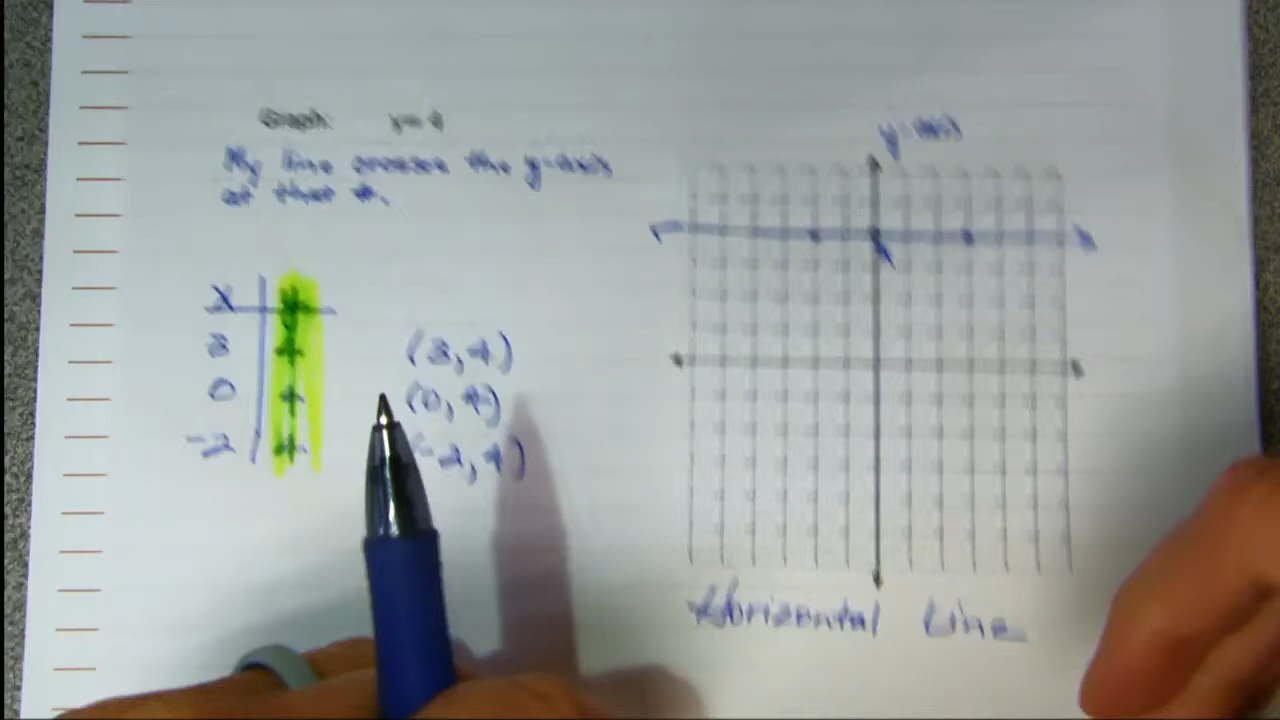 Graph: y = 4
My line crosses the y-axis
at that #.
x y
3 4
0 4
-2 4
(3,4)
(0,4)
(-2,4)
y-axis
Horizontal Line